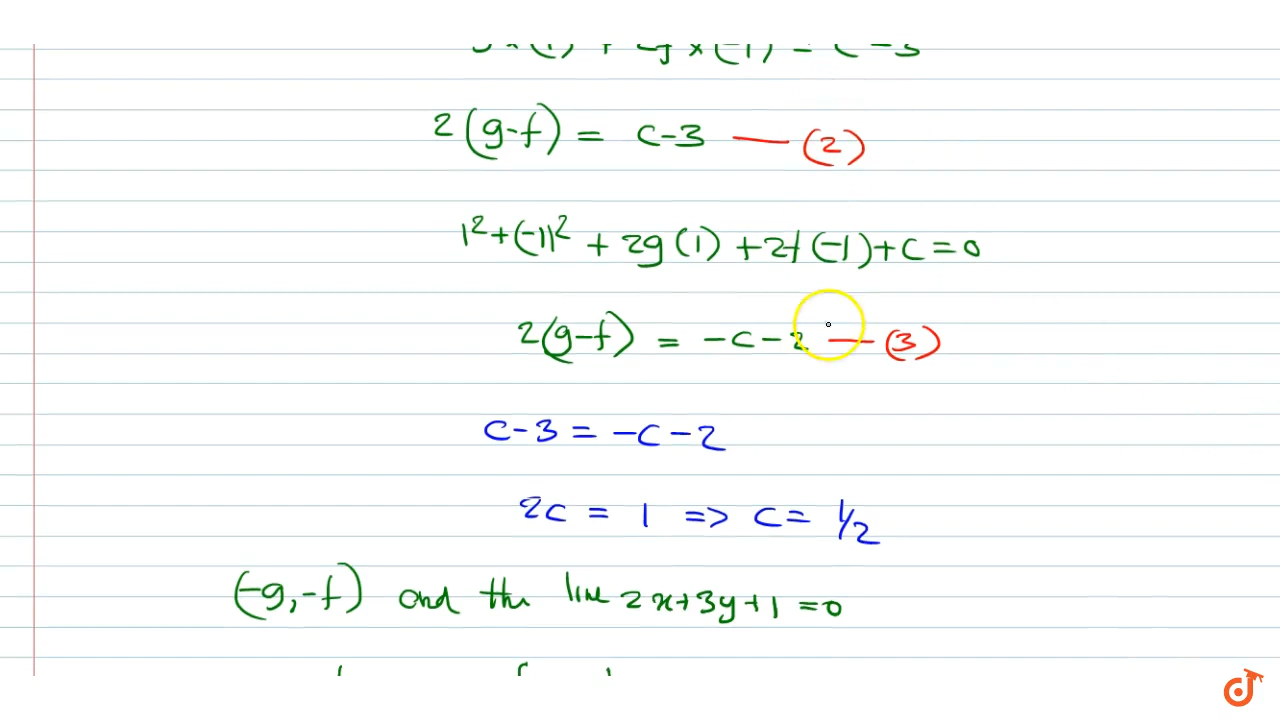 2(g-f) = c-3 — (2)
1²+(-1)² + 2g(1) + 2f(-1)+c=0
2(g-f) = -c-2 — (3)
c-3 = -c-2
2c = 1 => c= 1/2
(-g,-f) and the line 2x+3y+1=0